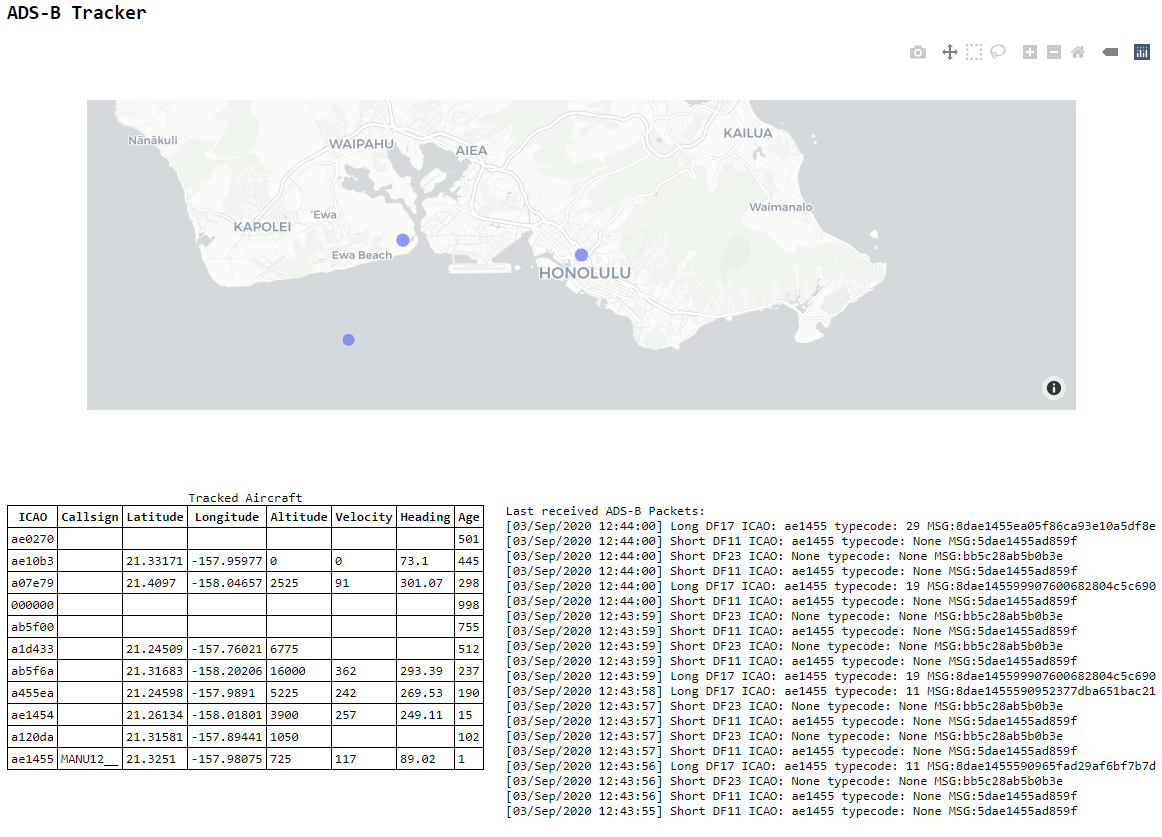 ADS-B Tracker
Nānākuli
WAIPAHU
AIEA
KAILUA
KAPOLEI
'Ewa
Waimanalo
Ewa Beach
HONOLULU
Tracked Aircraft
ICAO Callsign Latitude Longitude Altitude Velocity Heading Age
ae0270 501
ae10b3 21.33171 -157.95977 0 0 73.1 445
a07e79 21.4097 -158.04657 2525 91 301.07 298
000000 998
ab5f00 755
a1d433 21.24509 -157.76021 6775 512
ab5f6a 21.31683 -158.20206 16000 362 293.39 237
a455ea 21.24598 -157.9891 5225 242 269.53 190
ae1454 21.26134 -158.01801 3900 257 249.11 15
a120da 21.31581 -157.89441 1050 102
ae1455 MANU12__ 21.3251 -157.98075 725 117 89.02 1
Last received ADS-B Packets:
[03/Sep/2020 12:44:00] Long DF17 ICAO: ae1455 typecode: 29 MSG:8dae1455ea05f86ca93e10a5df8e
[03/Sep/2020 12:44:00] Short DF11 ICAO: ae1455 typecode: None MSG:5dae1455ad859f
[03/Sep/2020 12:44:00] Short DF23 ICAO: None typecode: None MSG:bb5c28ab5b0b3e
[03/Sep/2020 12:44:00] Short DF11 ICAO: ae1455 typecode: None MSG:5dae1455ad859f
[03/Sep/2020 12:44:00] Long DF17 ICAO: ae1455 typecode: 19 MSG:8dae145599907600682804c5c690
[03/Sep/2020 12:44:00] Short DF11 ICAO: ae1455 typecode: None MSG:5dae1455ad859f
[03/Sep/2020 12:43:59] Short DF23 ICAO: None typecode: None MSG:bb5c28ab5b0b3e
[03/Sep/2020 12:43:59] Short DF11 ICAO: ae1455 typecode: None MSG:5dae1455ad859f
[03/Sep/2020 12:43:59] Short DF23 ICAO: None typecode: None MSG:bb5c28ab5b0b3e
[03/Sep/2020 12:43:59] Short DF11 ICAO: ae1455 typecode: None MSG:5dae1455ad859f
[03/Sep/2020 12:43:59] Long DF17 ICAO: ae1455 typecode: 19 MSG:8dae145599907600682804c5c690
[03/Sep/2020 12:43:58] Long DF17 ICAO: ae1455 typecode: 11 MSG:8dae1455590952377dba651bac21
[03/Sep/2020 12:43:57] Short DF23 ICAO: None typecode: None MSG:bb5c28ab5b0b3e
[03/Sep/2020 12:43:57] Short DF11 ICAO: ae1455 typecode: None MSG:5dae1455ad859f
[03/Sep/2020 12:43:57] Short DF23 ICAO: None typecode: None MSG:bb5c28ab5b0b3e
[03/Sep/2020 12:43:57] Short DF11 ICAO: ae1455 typecode: None MSG:5dae1455ad859f
[03/Sep/2020 12:43:56] Long DF17 ICAO: ae1455 typecode: 11 MSG:8dae1455590965fad29af6bf7b7d
[03/Sep/2020 12:43:56] Short DF23 ICAO: None typecode: None MSG:bb5c28ab5b0b3e
[03/Sep/2020 12:43:56] Short DF11 ICAO: ae1455 typecode: None MSG:5dae1455ad859f
[03/Sep/2020 12:43:55] Short DF11 ICAO: ae1455 typecode: None MSG:5dae1455ad859f